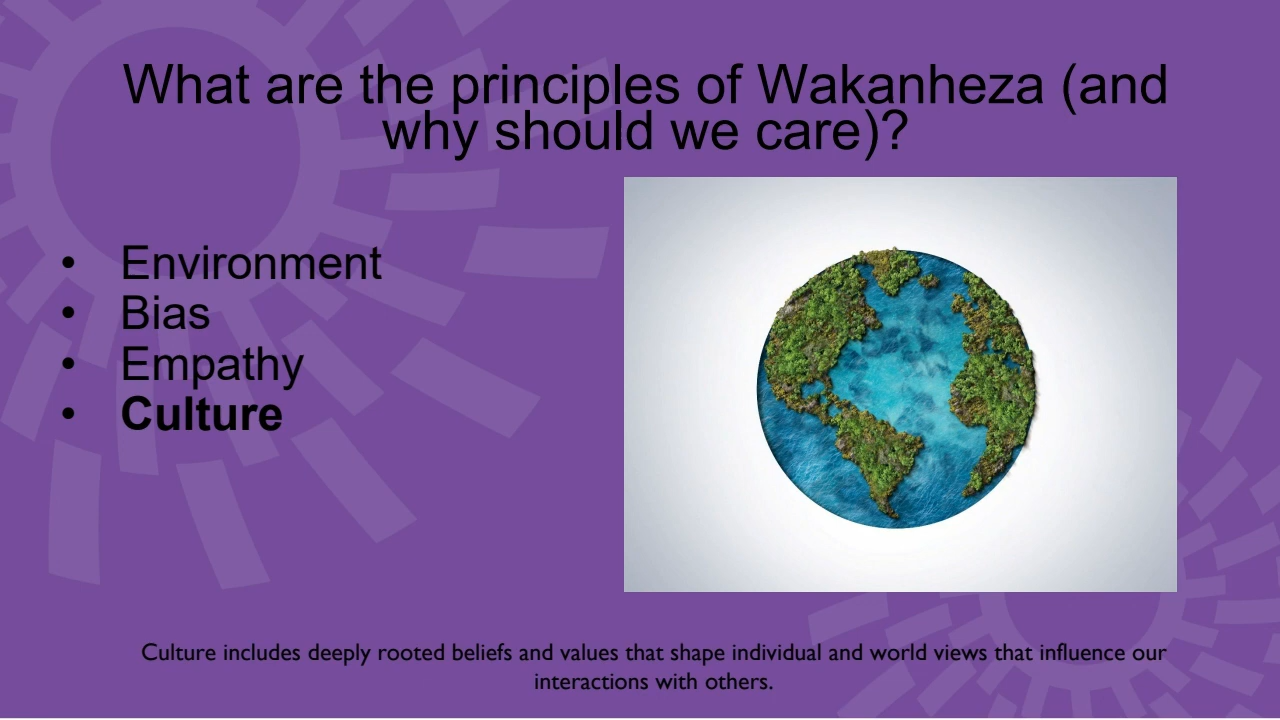 What are the principles of Wakanheza (and
why should we care)?
• Environment
• Bias
• Empathy
• Culture
Culture includes deeply rooted beliefs and values that shape individual and world views that influence our
interactions with others.